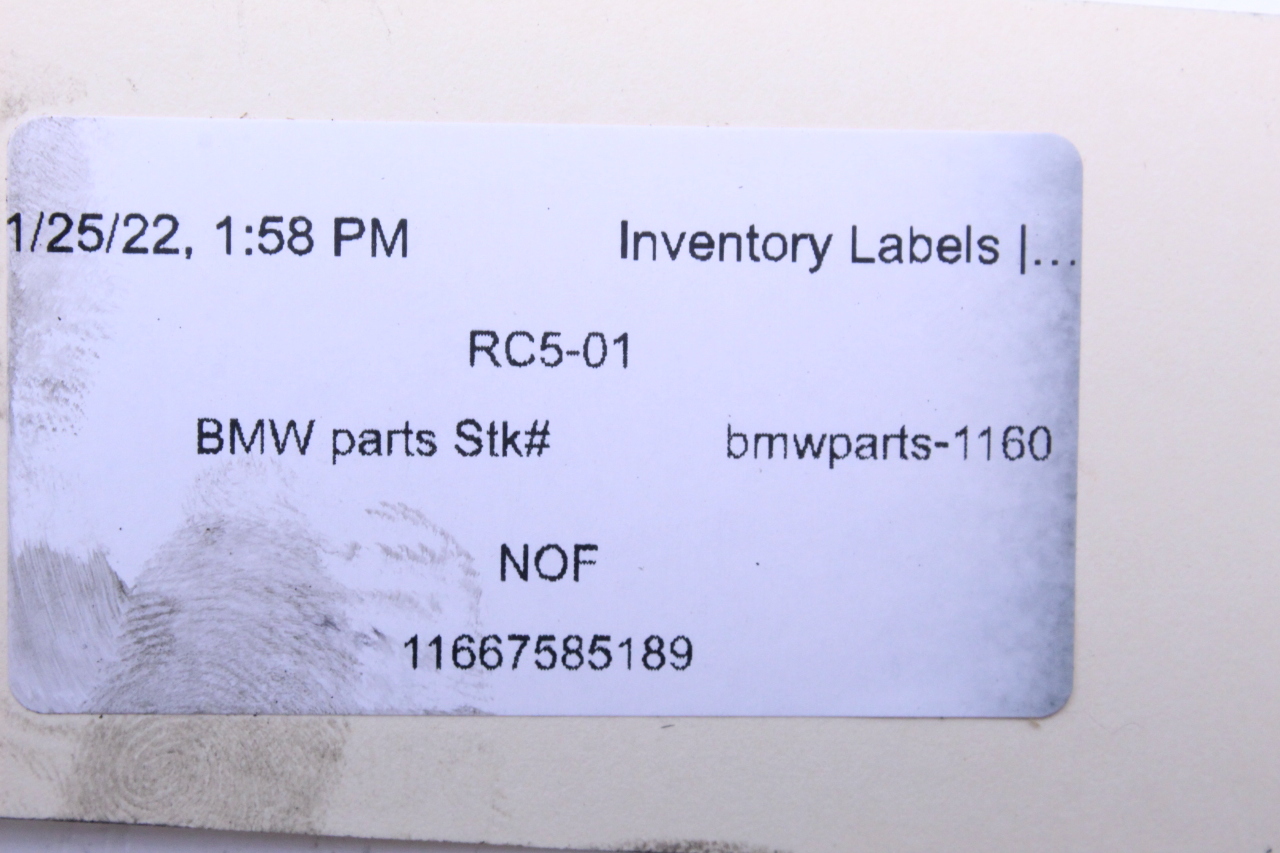 1/25/22, 1:58 PM Inventory Labels |...
RC5-01
BMW parts Stk# bmwparts-1160
NOF
11667585189